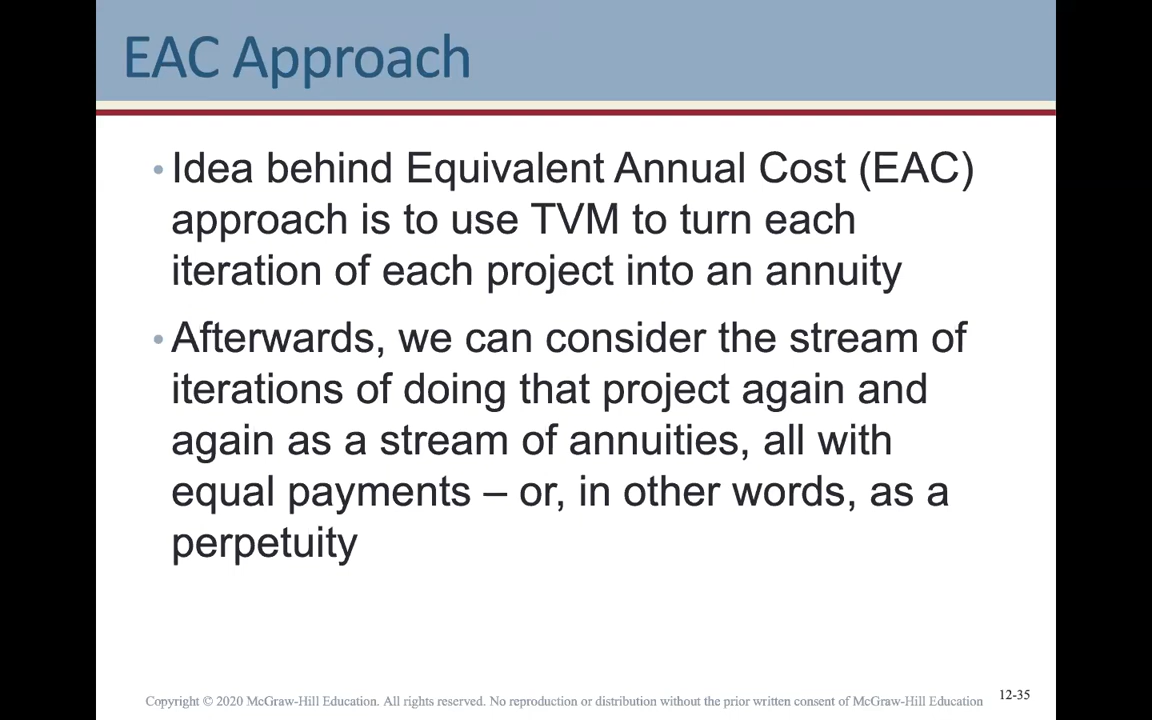 EAC Approach
• Idea behind Equivalent Annual Cost (EAC)
approach is to use TVM to turn each
iteration of each project into an annuity
• Afterwards, we can consider the stream of
iterations of doing that project again and
again as a stream of annuities, all with
equal payments – or, in other words, as a
perpetuity
Copyright © 2020 McGraw-Hill Education. All rights reserved. No reproduction or distribution without the prior written consent of McGraw-Hill Education
12-35